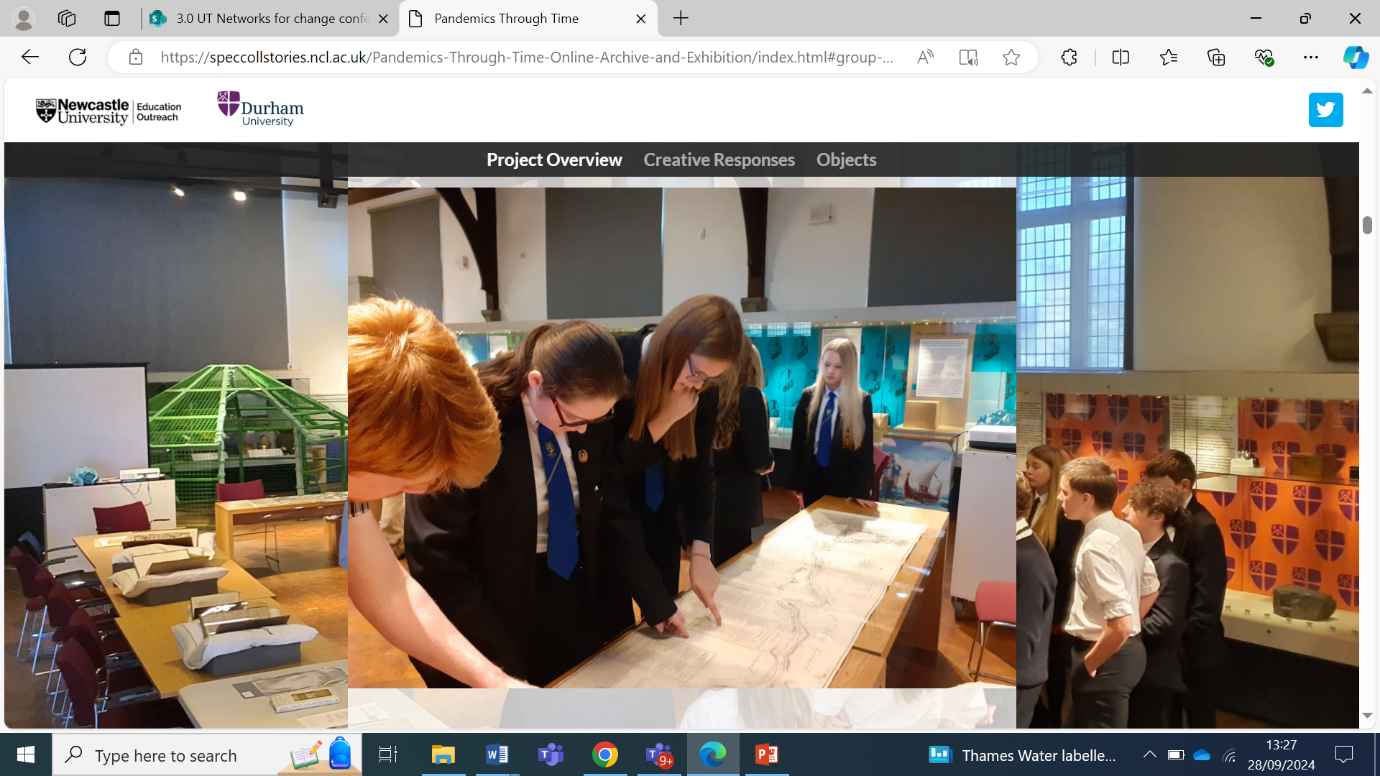 3.0 UT Networks for change confe
Pandemics Through Time
https://speccollstories.ncl.ac.uk/Pandemics-Through-Time-Online-Archive-and-Exhibition/index.html#group-...
Newcastle University
Education Outreach
Durham University
Project Overview
Creative Responses
Objects
Type here to search
9+
Thames Water labelle...
13:27
28/09/2024